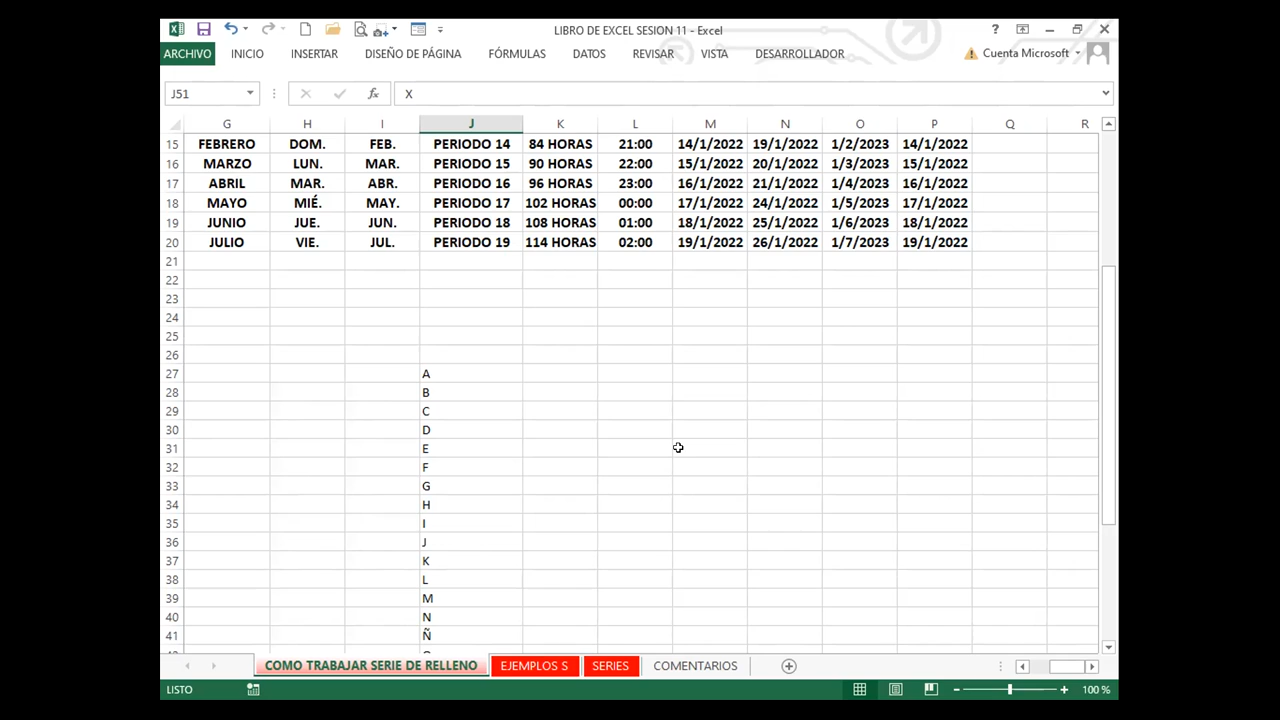 LIBRO DE EXCEL SESION 11 - Excel
ARCHIVO INICIO INSERTAR DISEÑO DE PÁGINA FÓRMULAS DATOS REVISAR VISTA DESARROLLADOR Cuenta Microsoft
J51 fx X
G H I J K L M N O P Q R
15 FEBRERO DOM. FEB. PERIODO 14 84 HORAS 21:00 14/1/2022 19/1/2022 1/2/2023 14/1/2022
16 MARZO LUN. MAR. PERIODO 15 90 HORAS 22:00 15/1/2022 20/1/2022 1/3/2023 15/1/2022
17 ABRIL MAR. ABR. PERIODO 16 96 HORAS 23:00 16/1/2022 21/1/2022 1/4/2023 16/1/2022
18 MAYO MIÉ. MAY. PERIODO 17 102 HORAS 00:00 17/1/2022 24/1/2022 1/5/2023 17/1/2022
19 JUNIO JUE. JUN. PERIODO 18 108 HORAS 01:00 18/1/2022 25/1/2022 1/6/2023 18/1/2022
20 JULIO VIE. JUL. PERIODO 19 114 HORAS 02:00 19/1/2022 26/1/2022 1/7/2023 19/1/2022
21
22
23
24
25
26
27 A
28 B
29 C
30 D
31 E
32 F
33 G
34 H
35 I
36 J
37 K
38 L
39 M
40 N
41 Ñ
COMO TRABAJAR SERIE DE RELLENO EJEMPLOS S SERIES COMENTARIOS
LISTO 100 %